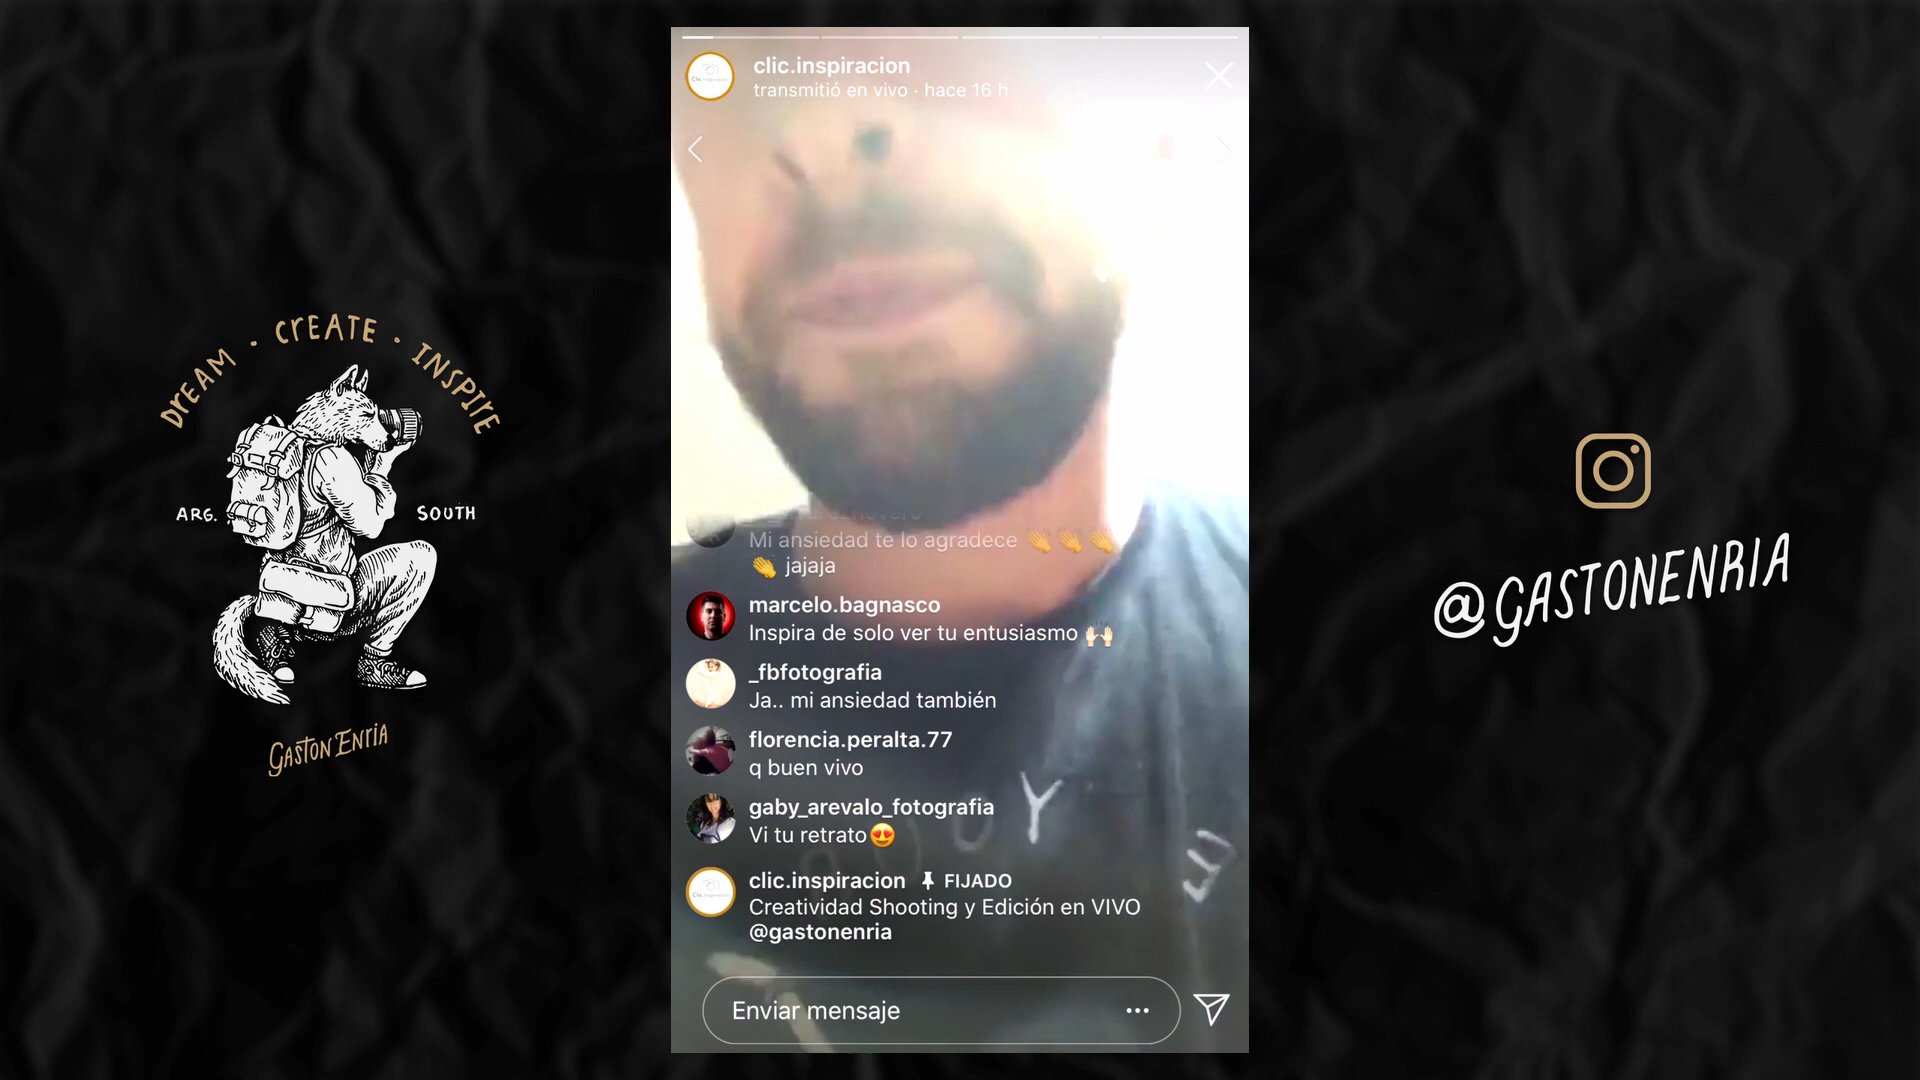 DREAM · CREATE · INSPIRE
ARG. SOUTH
GASTON ENRIA
clic.inspiracion
transmitió en vivo · hace 16 h
Mi ansiedad te lo agradece 👏👏👏
👏 jajaja
marcelo.bagnasco
Inspira de solo ver tu entusiasmo 🙌🏻
_fbfotografia
Ja.. mi ansiedad también
florencia.peralta.77
q buen vivo
gaby_arevalo_fotografia
Vi tu retrato😍
clic.inspiracion FIJADO
Creatividad Shooting y Edición en VIVO
@gastonenria
Enviar mensaje
@GASTONENRIA